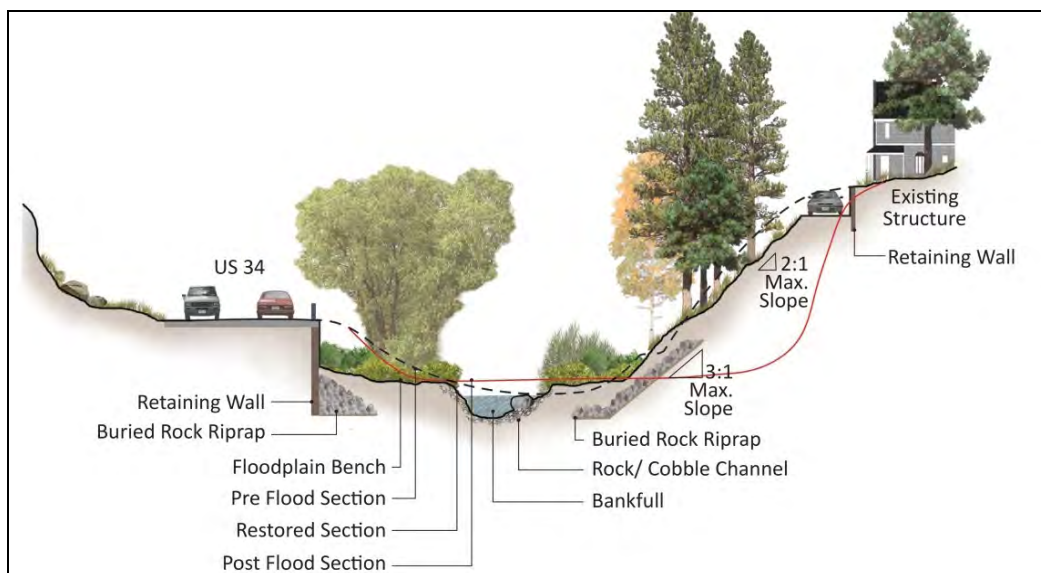 US 34
Existing
Structure
Retaining Wall
2:1
Max.
Slope
3:1
Max.
Slope
Retaining Wall
Buried Rock Riprap
Floodplain Bench
Pre Flood Section
Restored Section
Post Flood Section
Buried Rock Riprap
Rock/ Cobble Channel
Bankfull